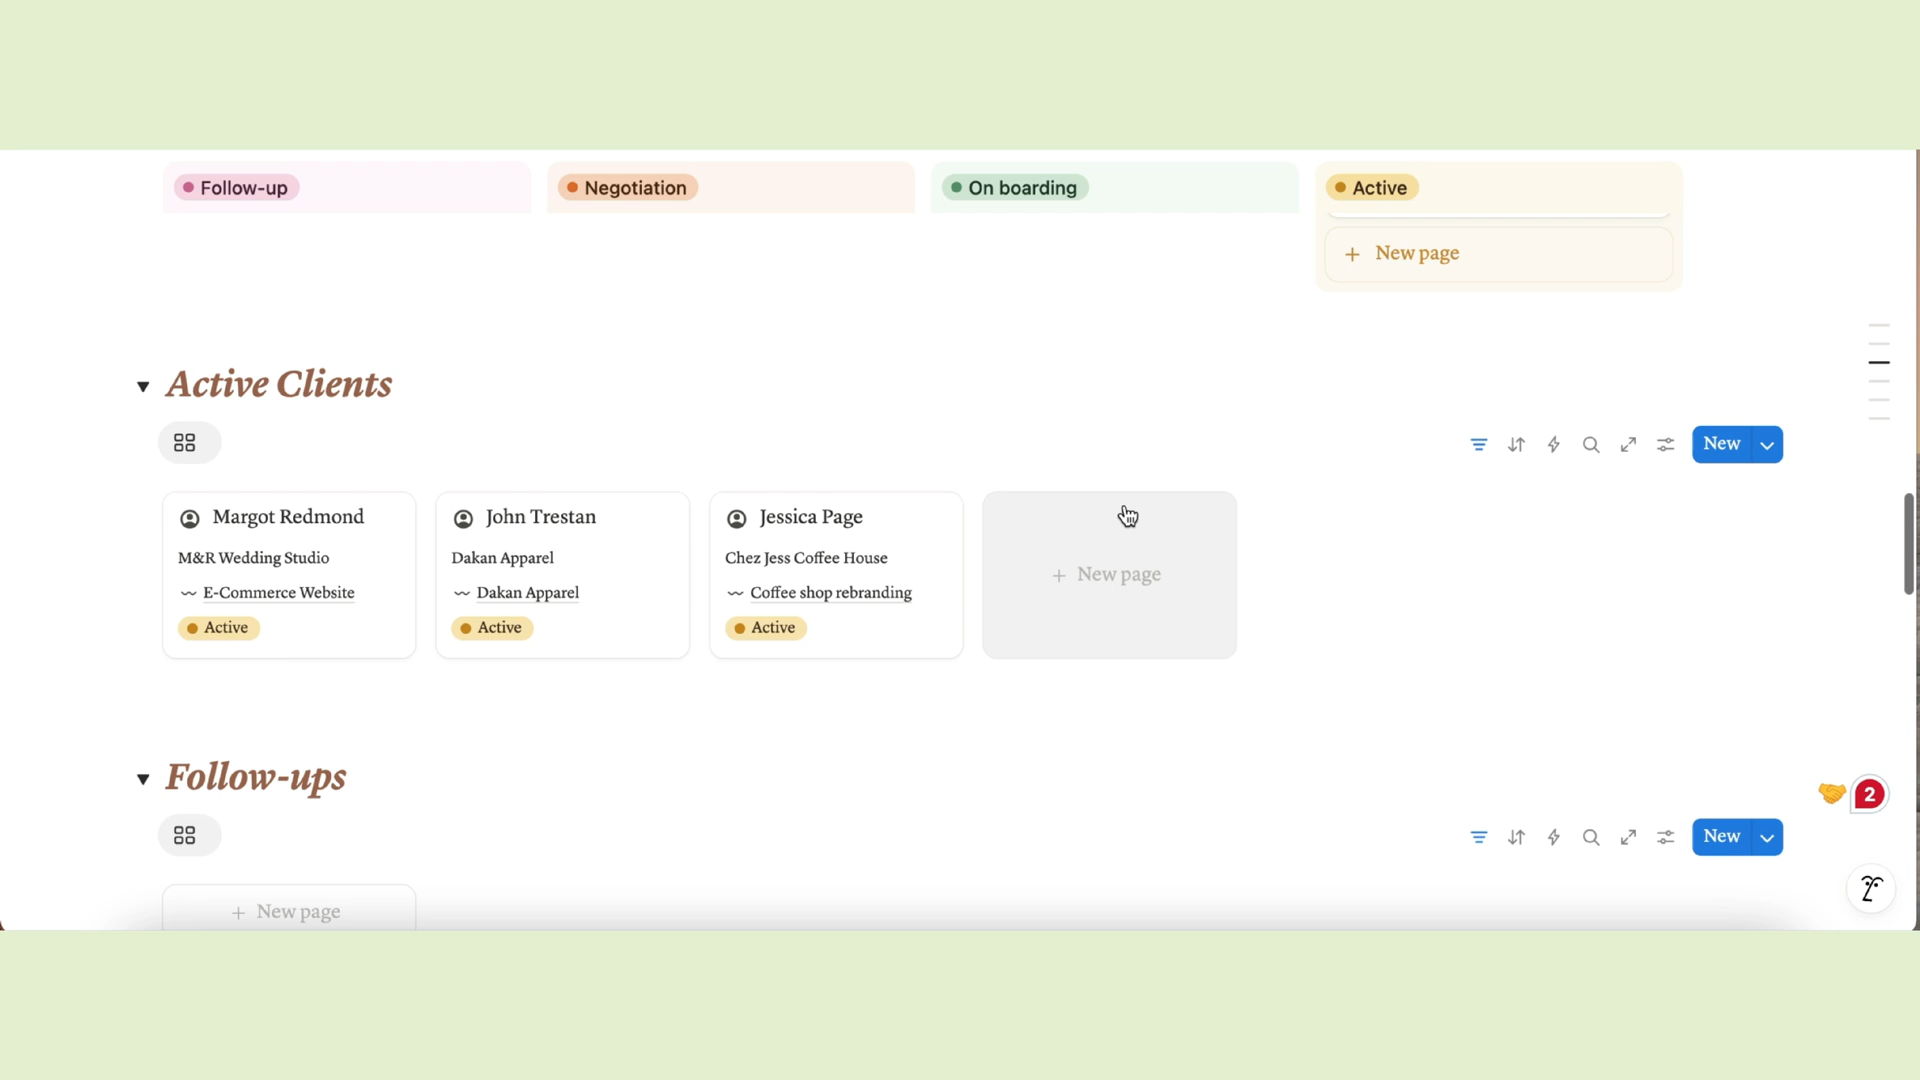 Follow-up
Negotiation
On boarding
Active
+ New page
Active Clients
New
Margot Redmond
M&R Wedding Studio
E-Commerce Website
Active
John Trestan
Dakan Apparel
Dakan Apparel
Active
Jessica Page
Chez Jess Coffee House
Coffee shop rebranding
Active
+ New page
Follow-ups
2
New
+ New page